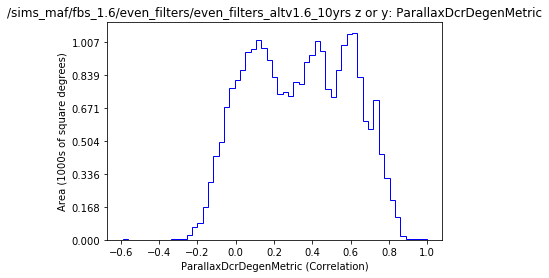 /sims_maf/fbs_1.6/even_filters/even_filters_altv1.6_10yrs z or y: ParallaxDcrDegenMetric
1.007
0.839
0.671
0.504
0.336
0.168
0.000
Area (1000s of square degrees)
−0.6 −0.4 −0.2 0.0 0.2 0.4 0.6 0.8 1.0
ParallaxDcrDegenMetric (Correlation)